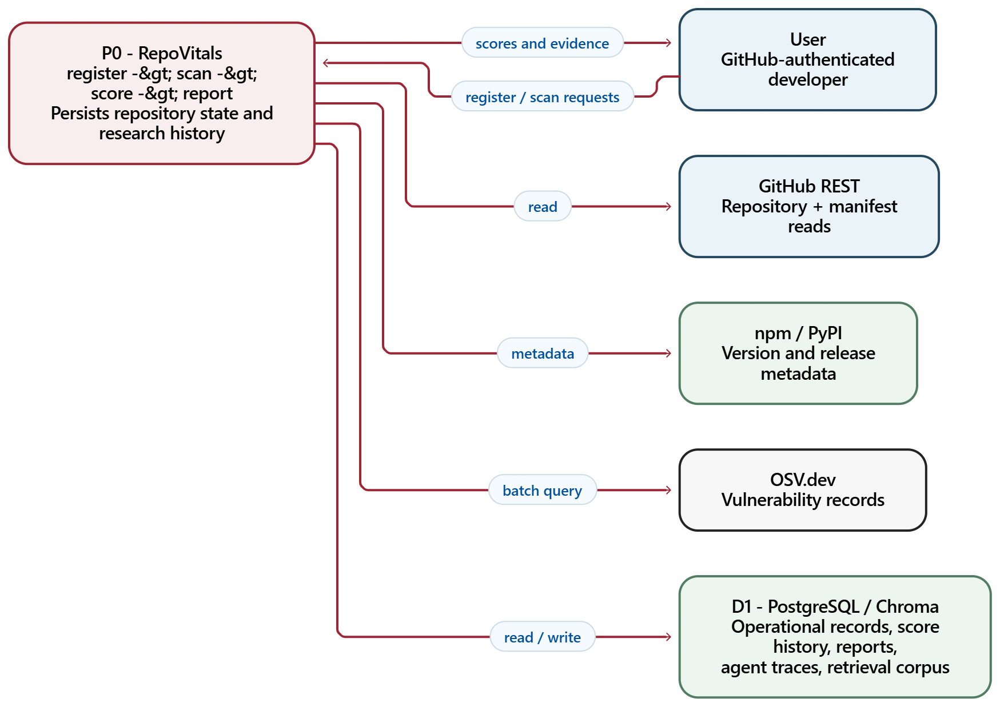 P0 - RepoVitals
register -&gt; scan -&gt;
score -&gt; report
Persists repository state and
research history
scores and evidence
register / scan requests
User
GitHub-authenticated
developer
read
GitHub REST
Repository + manifest
reads
metadata
npm / PyPI
Version and release
metadata
batch query
OSV.dev
Vulnerability records
read / write
D1 - PostgreSQL / Chroma
Operational records, score
history, reports,
agent traces, retrieval corpus